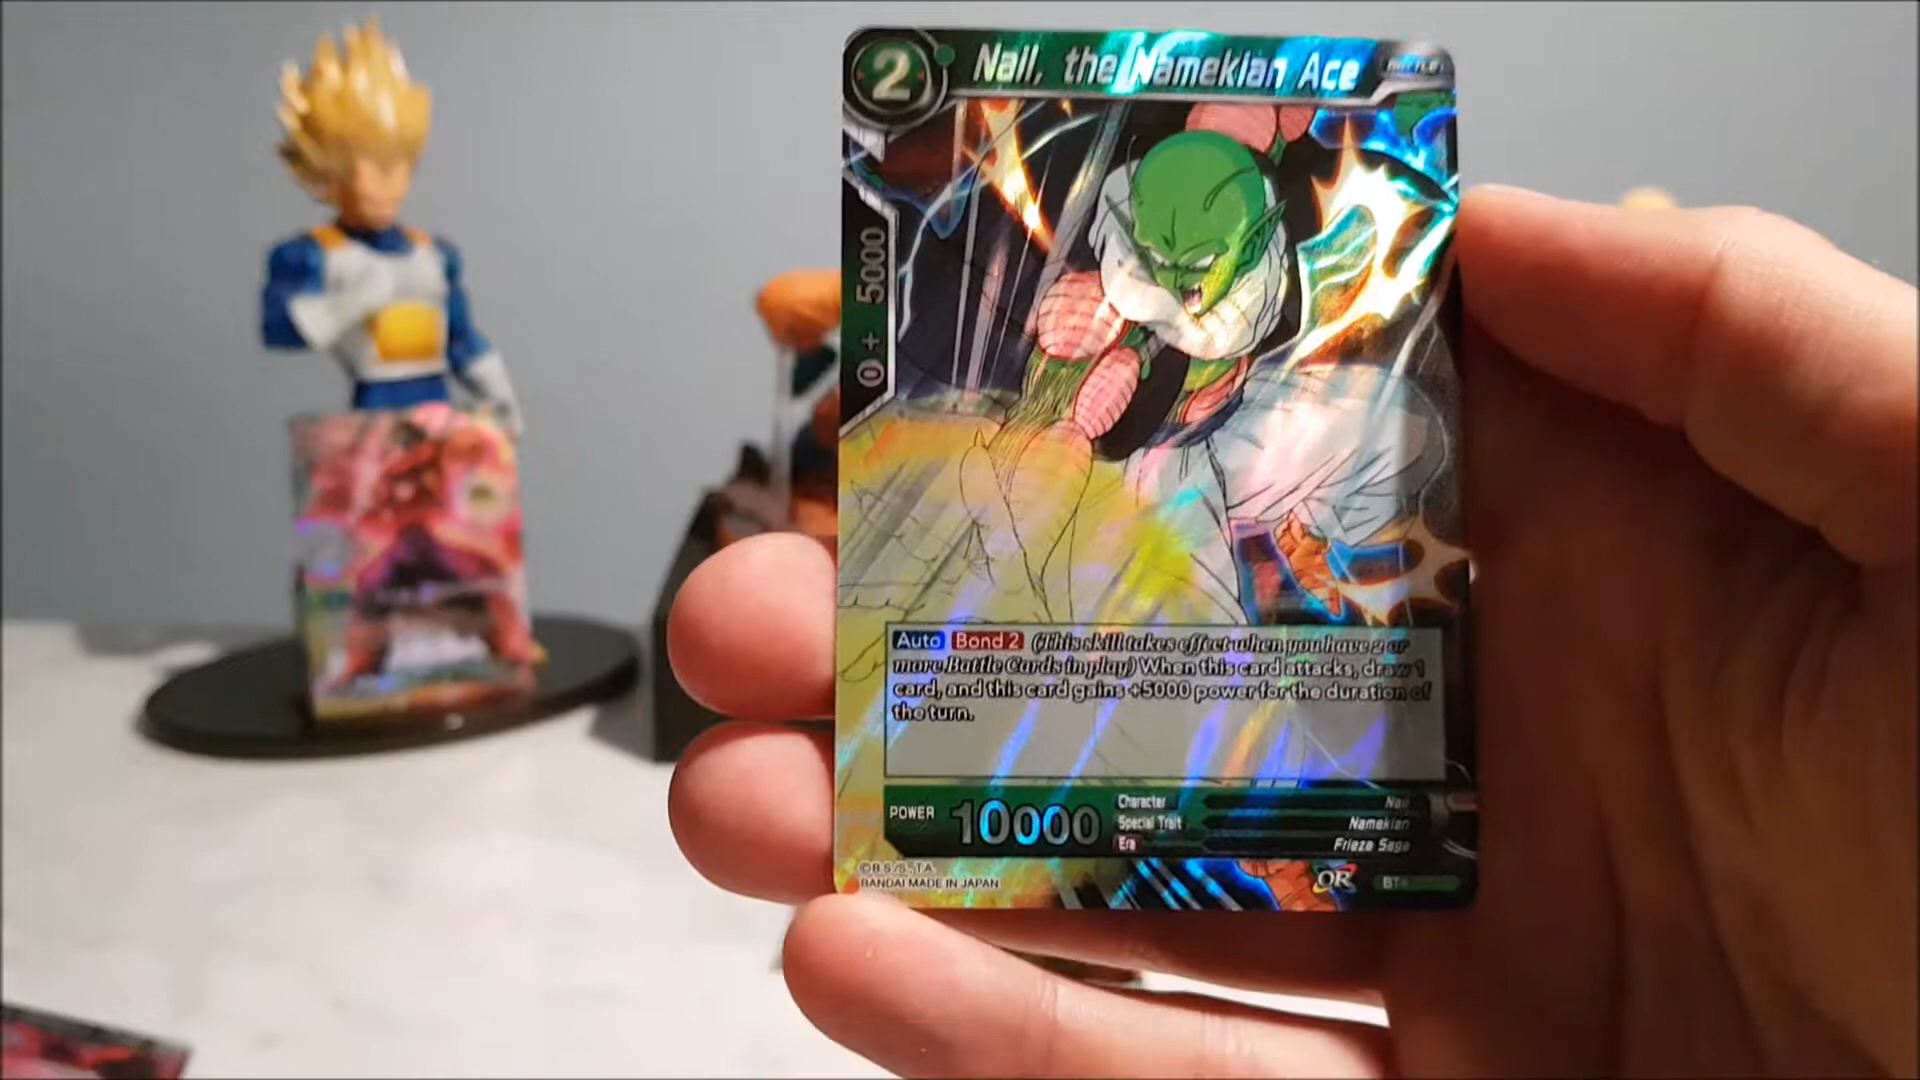 2
Nail, the Namekian Ace
BATTLE
0 + 5000
Auto Bond 2 (This skill takes effect when you have 2 or
more Battle Cards in play) When this card attacks, draw 1
card, and this card gains +5000 power for the duration of
the turn.
POWER 10000
Character Nail
Special Trait Namekian
Era Frieza Saga
©B.S./S.,T.A.
BANDAI MADE IN JAPAN